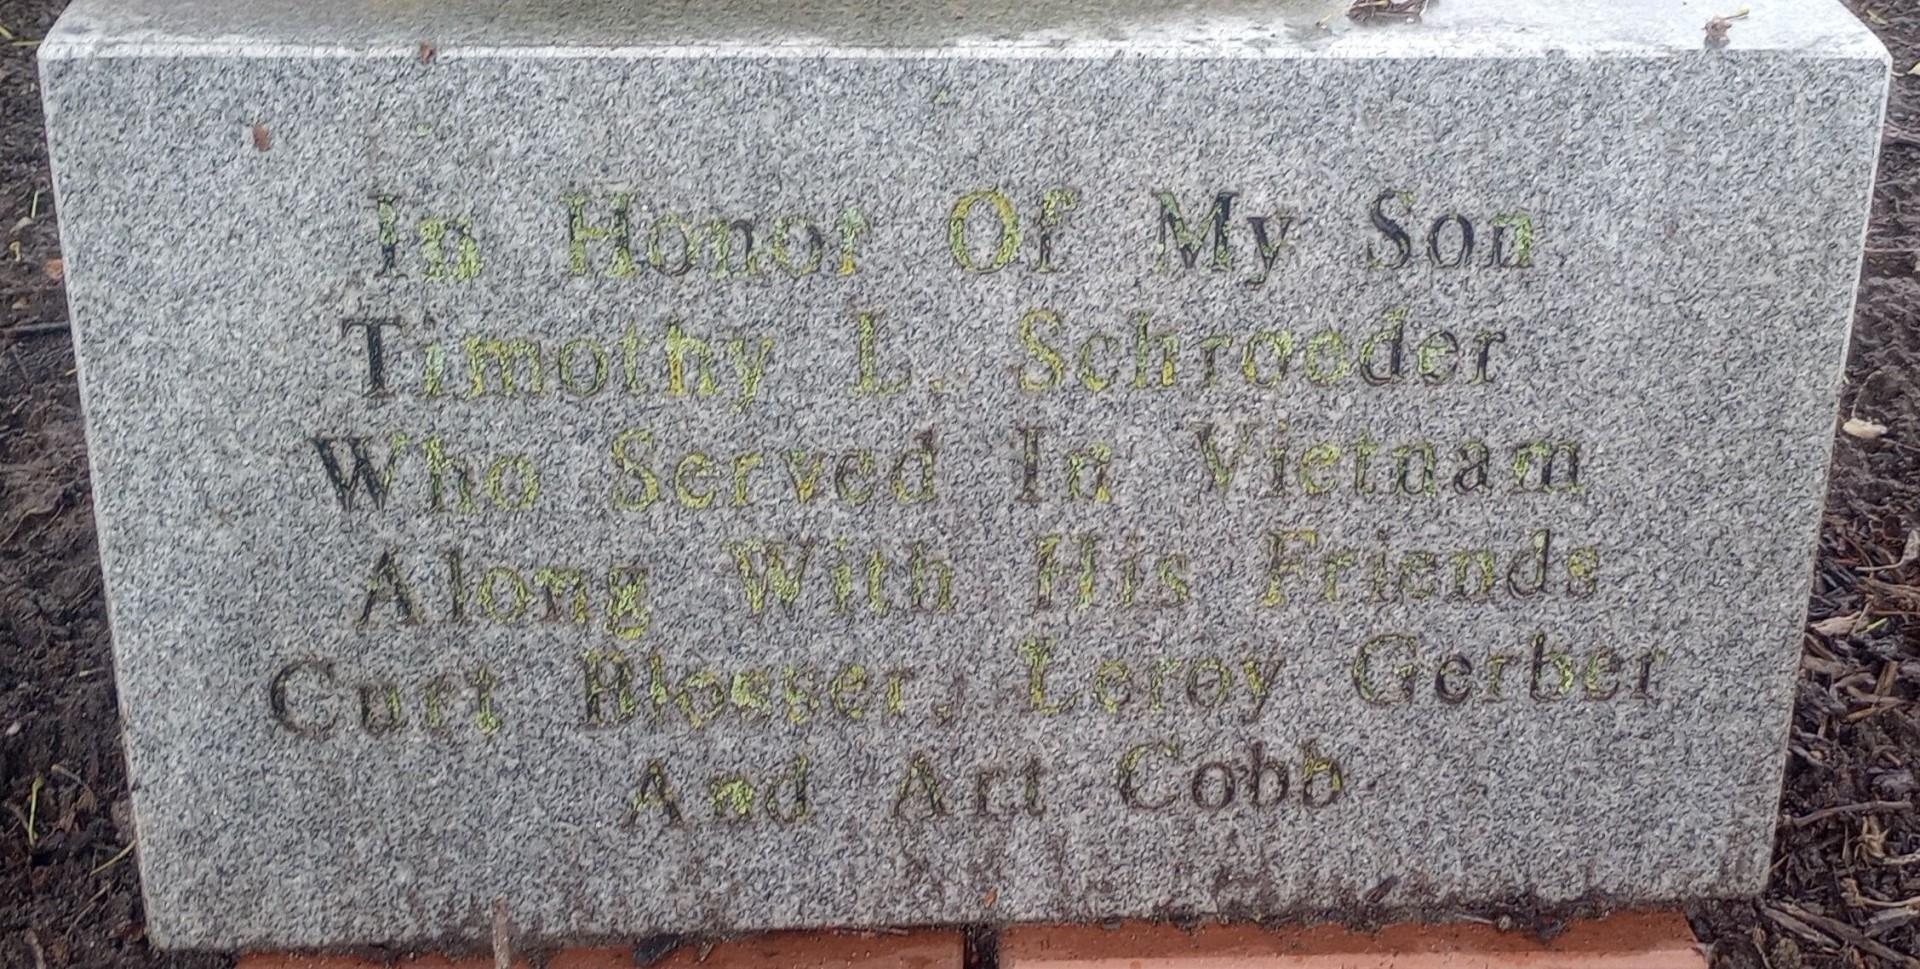 In Honor Of My Son
Timothy L. Schrooder
Who Served In Vietnam
Along With His Friends
Curt Blosser, Leroy Gerber
And Art Cobb